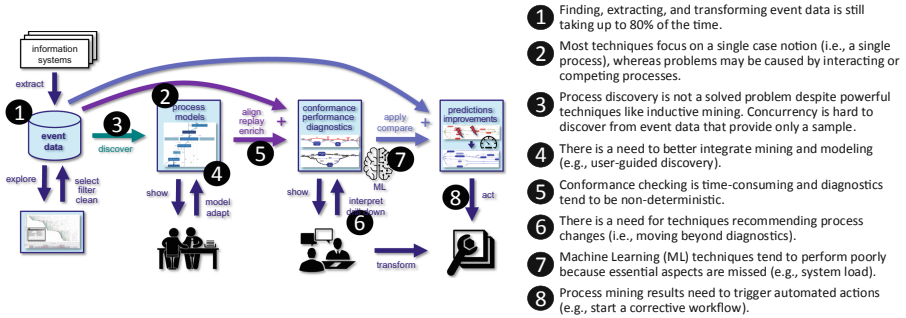 information
systems
extract
1
event
data
explore
select
filter
clean
3
discover
2
process
models
4
show
model
adapt
align
replay
enrich
+
5
conformance
performance
diagnostics
ML
show
interpret
6
apply
compare
+
7
predictions
improvements
8
act
transform
1 Finding, extracting, and transforming event data is still
taking up to 80% of the time.
2 Most techniques focus on a single case notion (i.e., a single
process), whereas problems may be caused by interacting or
competing processes.
3 Process discovery is not a solved problem despite powerful
techniques like inductive mining. Concurrency is hard to
discover from event data that provide only a sample.
4 There is a need to better integrate mining and modeling
(e.g., user-guided discovery).
5 Conformance checking is time-consuming and diagnostics
tend to be non-deterministic.
6 There is a need for techniques recommending process
changes (i.e., moving beyond diagnostics).
7 Machine Learning (ML) techniques tend to perform poorly
because essential aspects are missed (e.g., system load).
8 Process mining results need to trigger automated actions
(e.g., start a corrective workflow).